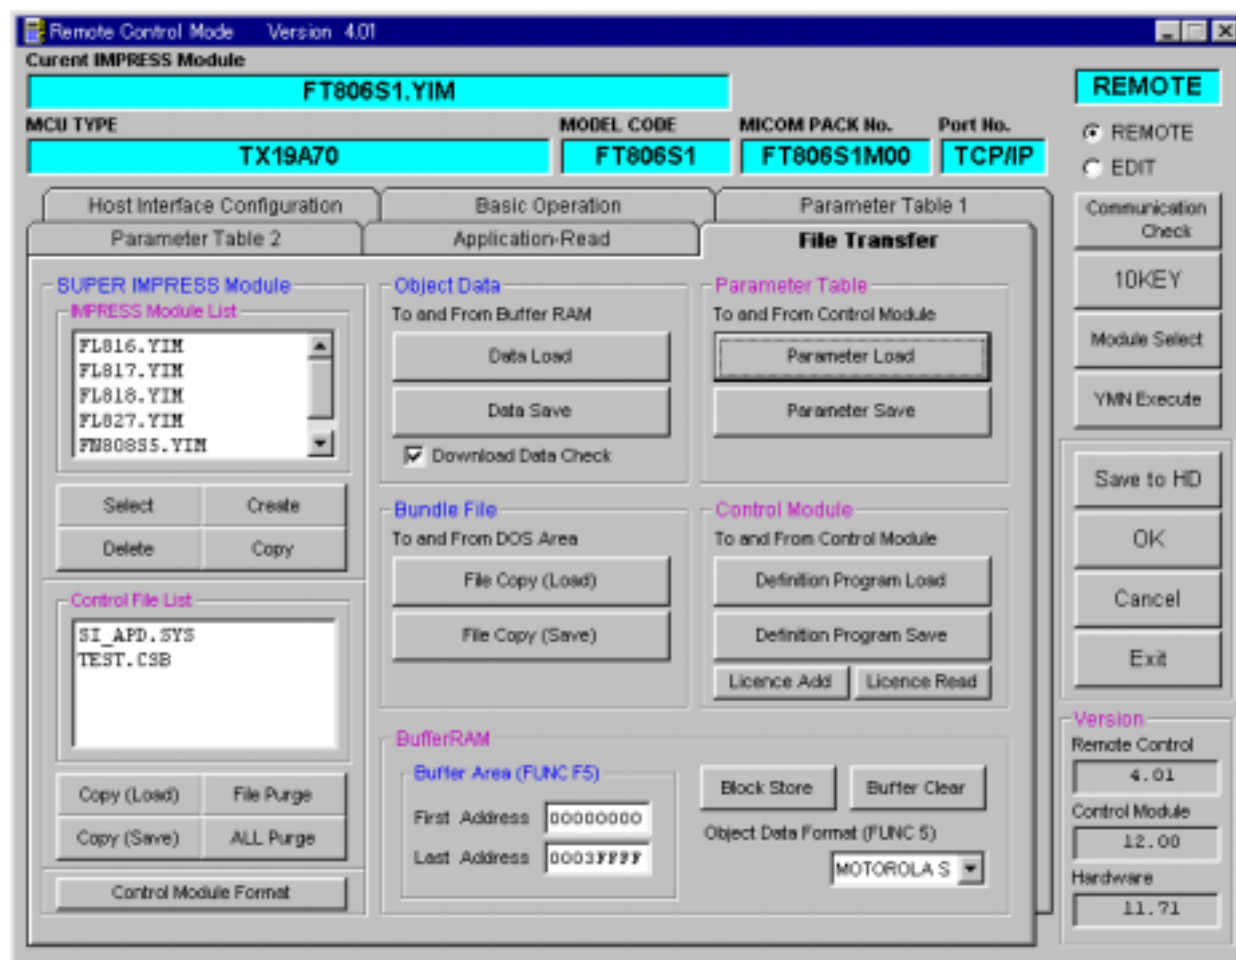 Remote Control Mode Version 4.01
Curent IMPRESS Module
FT806S1.YIM
REMOTE
MCU TYPE MODEL CODE MICOM PACK No. Port No.
TX19A70 FT806S1 FT806S1M00 TCP/IP
REMOTE
EDIT
Host Interface Configuration Basic Operation Parameter Table 1
Parameter Table 2 Application-Read File Transfer
SUPER IMPRESS Module
IMPRESS Module List
FL816.YIM
FL817.YIM
FL818.YIM
FL827.YIM
FN808S5.YIM
Select Create
Delete Copy
Control File List
SI_APD.SYS
TEST.CSB
Copy (Load) File Purge
Copy (Save) ALL Purge
Control Module Format
Object Data
To and From Buffer RAM
Data Load
Data Save
Download Data Check
Bundle File
To and From DOS Area
File Copy (Load)
File Copy (Save)
Parameter Table
To and From Control Module
Parameter Load
Parameter Save
Control Module
To and From Control Module
Definition Program Load
Definition Program Save
Licence Add Licence Read
BufferRAM
Buffer Area (FUNC F5)
First Address 00000000
Last Address 0003FFFF
Block Store Buffer Clear
Object Data Format (FUNC 5)
MOTOROLA S
Communication
Check
10KEY
Module Select
YMN Execute
Save to HD
OK
Cancel
Exit
Version
Remote Control
4.01
Control Module
12.00
Hardware
11.71